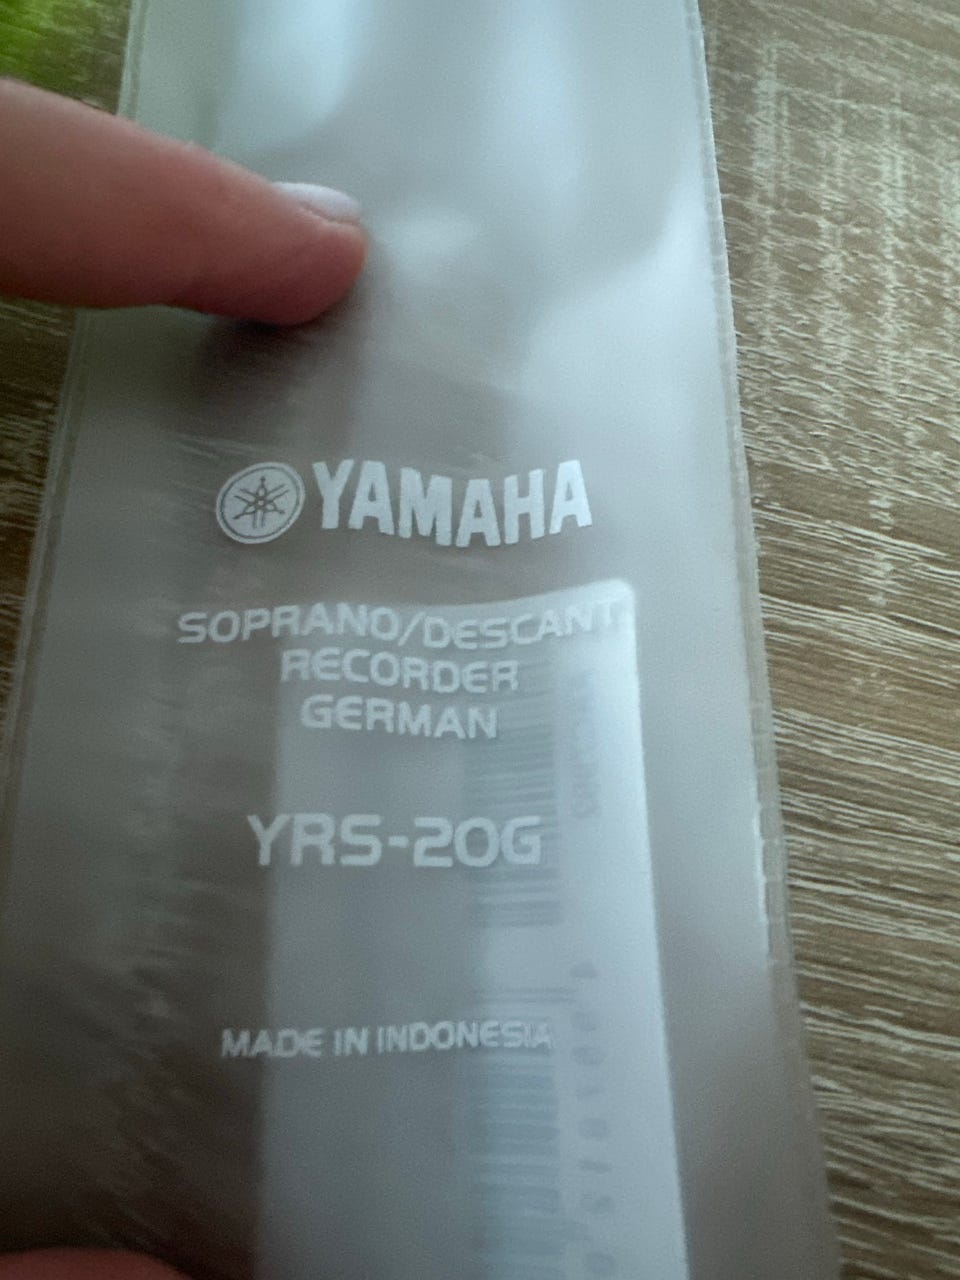 YAMAHA
SOPRANO/DESCANT
RECORDER
GERMAN
YRS-20G
MADE IN INDONESIA